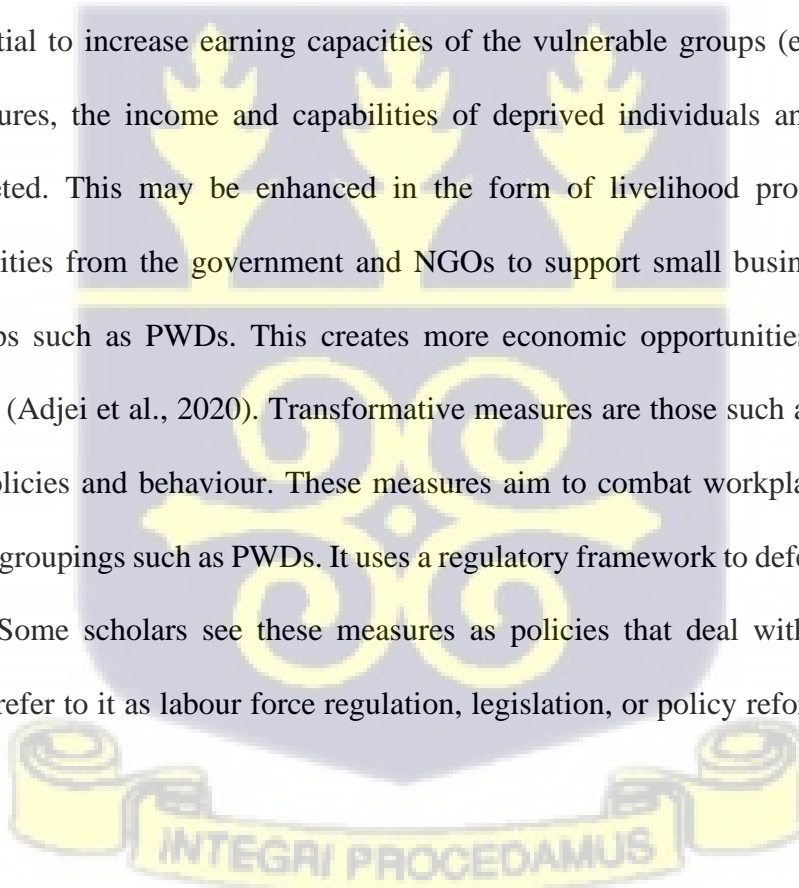 tial to increase earning capacities of the vulnerable groups (e
ures, the income and capabilities of deprived individuals an
eted. This may be enhanced in the form of livelihood pro
ities from the government and NGOs to support small busin
ps such as PWDs. This creates more economic opportunities
(Adjei et al., 2020). Transformative measures are those such a
olicies and behaviour. These measures aim to combat workpla
groupings such as PWDs. It uses a regulatory framework to defe
Some scholars see these measures as policies that deal with
refer to it as labour force regulation, legislation, or policy refor
INTEGRI PROCEDAMUS